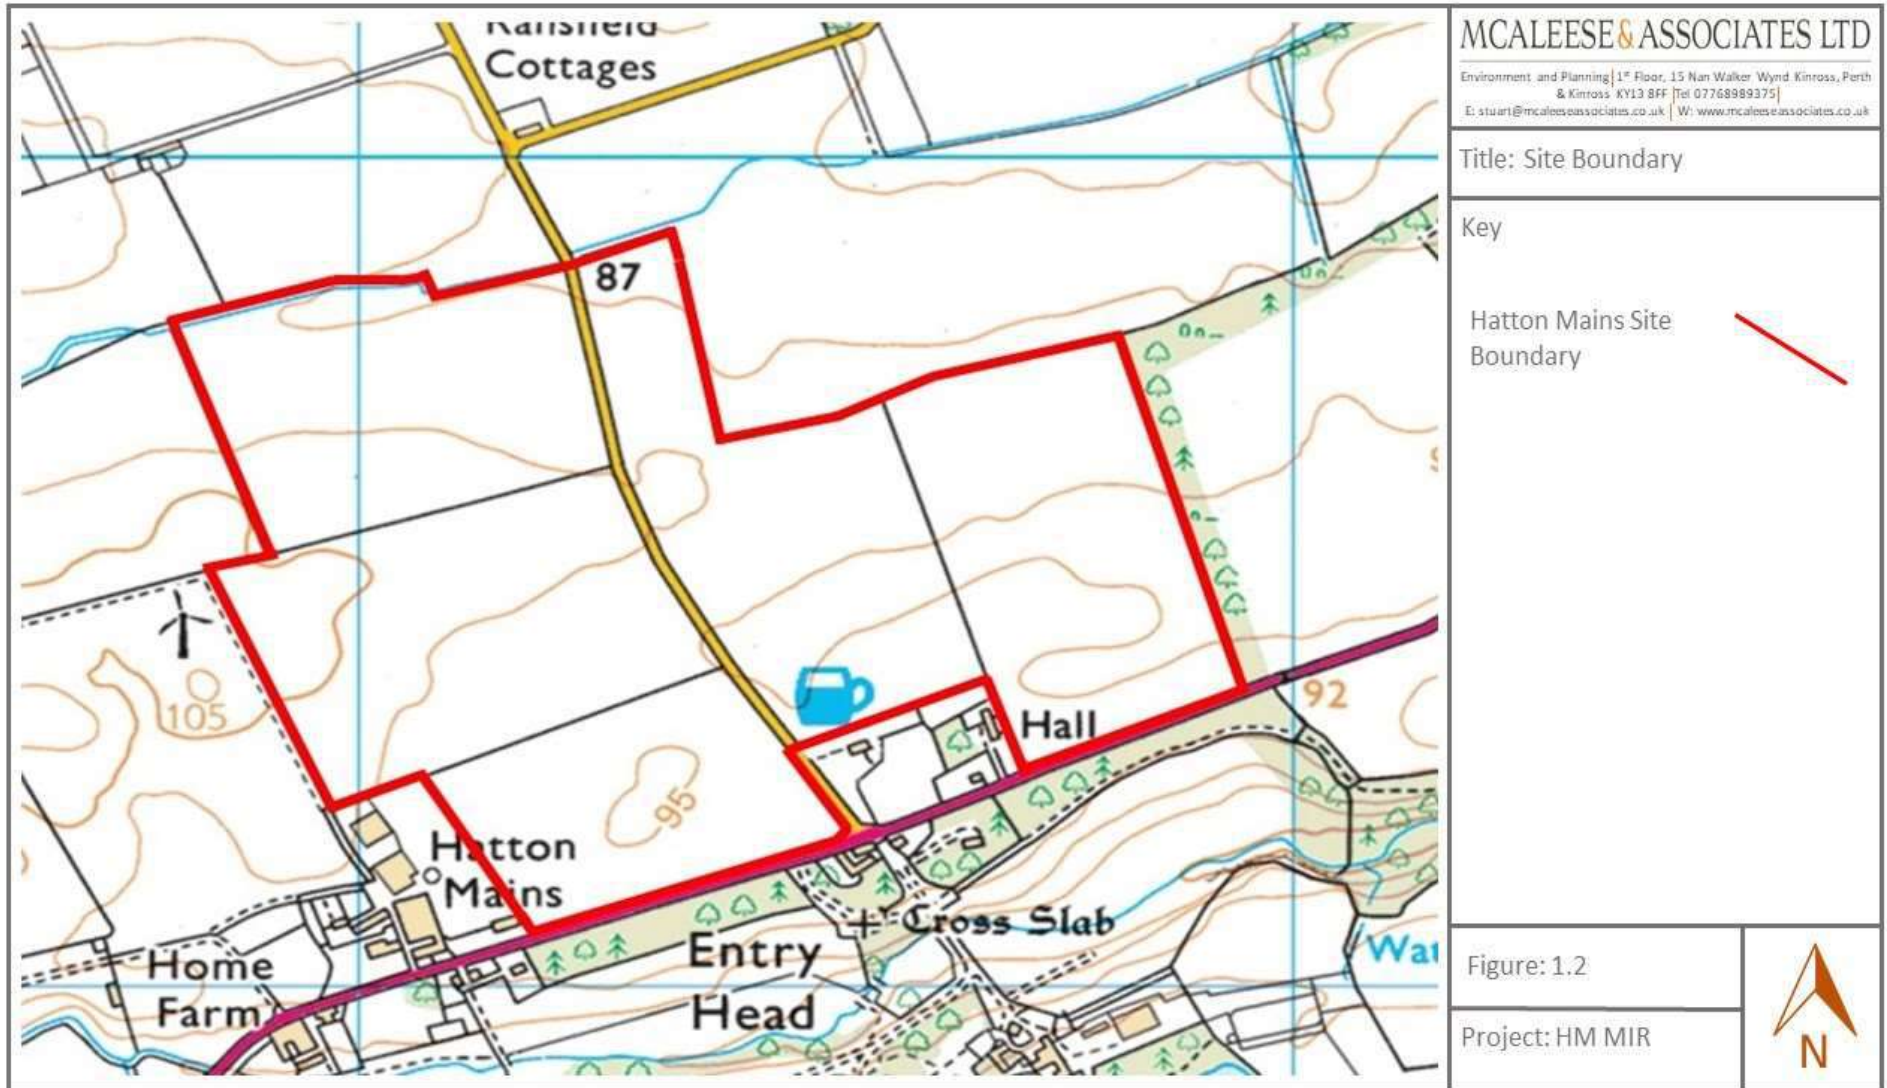 Cottages
87
105
Hatton
Mains
95
Hall
92
Cross Slab
Entry
Head
Home
Farm
MCALEESE&ASSOCIATES LTD
Environment and Planning | 1st Floor, 15 Nan Walker Wynd Kinross, Perth
& Kinross KY13 8FF | Tel 07768989375 |
E: stuart@mcaleeseassociates.co.uk | W: www.mcaleeseassociates.co.uk
Title: Site Boundary
Key
Hatton Mains Site
Boundary
Figure: 1.2
Project: HM MIR
N